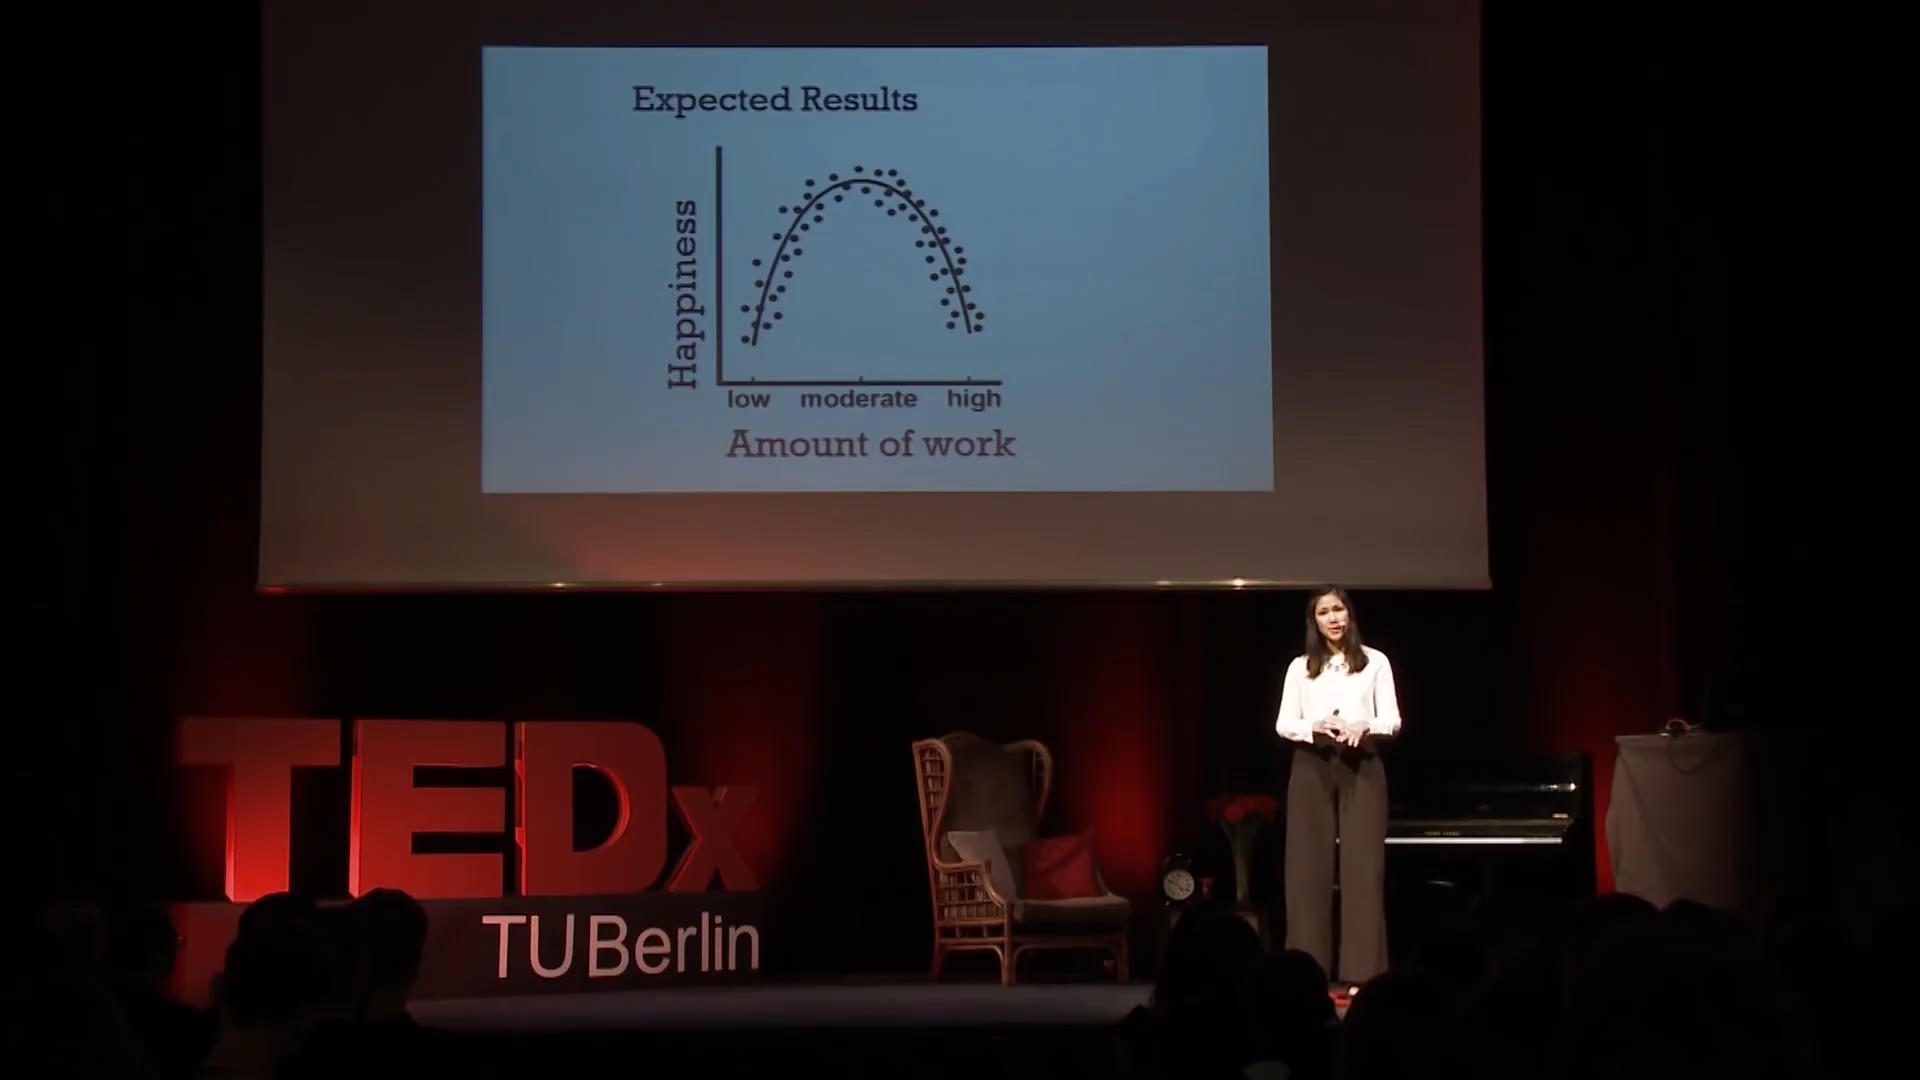 Expected Results
Happiness
low moderate high
Amount of work
TEDx
TU Berlin